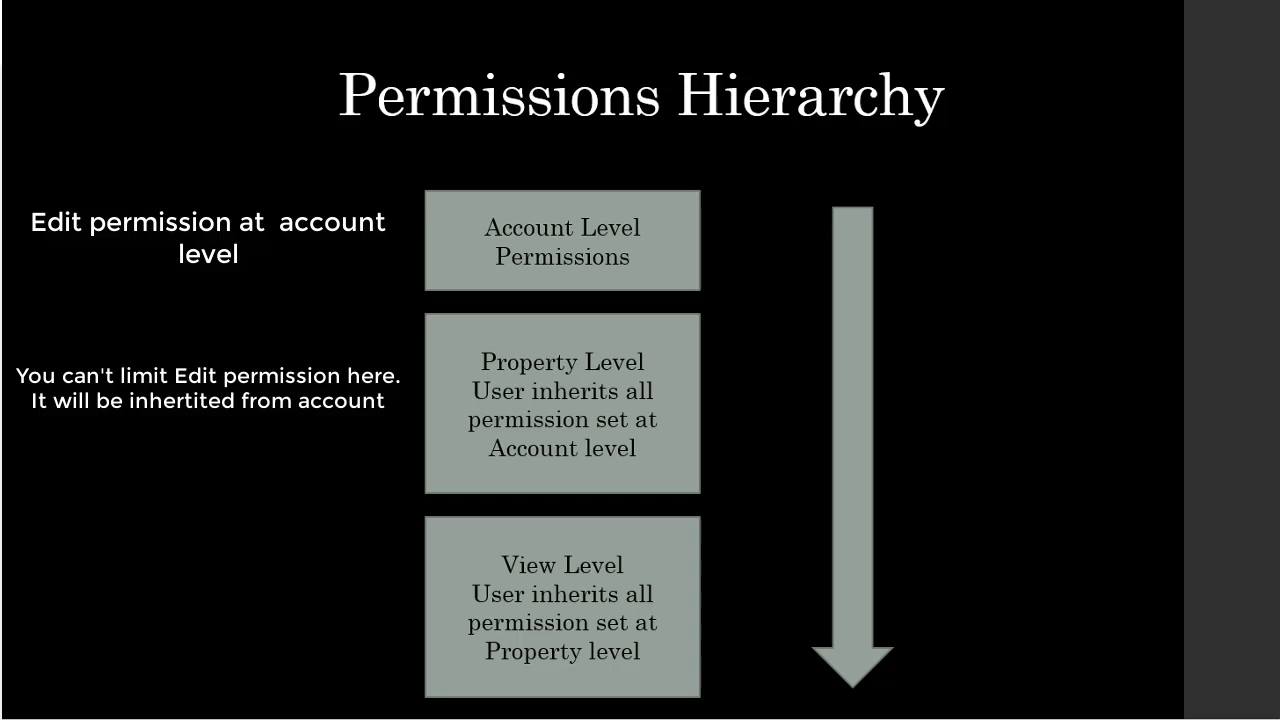 Permissions Hierarchy
Edit permission at  account
level
Account Level
Permissions
You can't limit Edit permission here.
It will be inhertited from account
Property Level
User inherits all
permission set at
Account level
View Level
User inherits all
permission set at
Property level